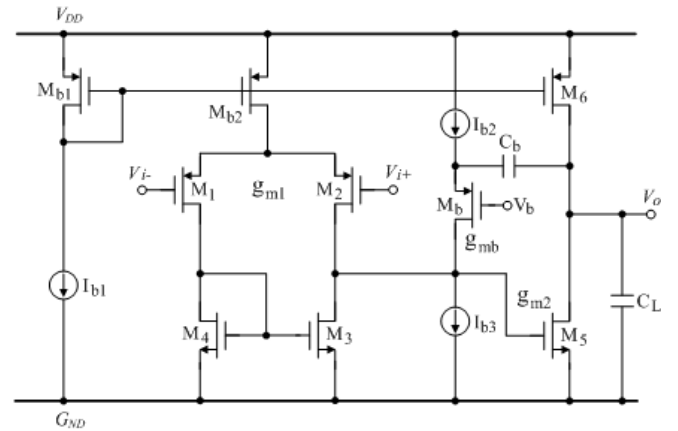 VDD
Mb1
Mb2
M6
Ib2
Cb
Vi-
M1
gm1
M2
Vi+
Mb
Vb
Vo
gmb
Ib1
gm2
CL
M4
M3
Ib3
M5
GND